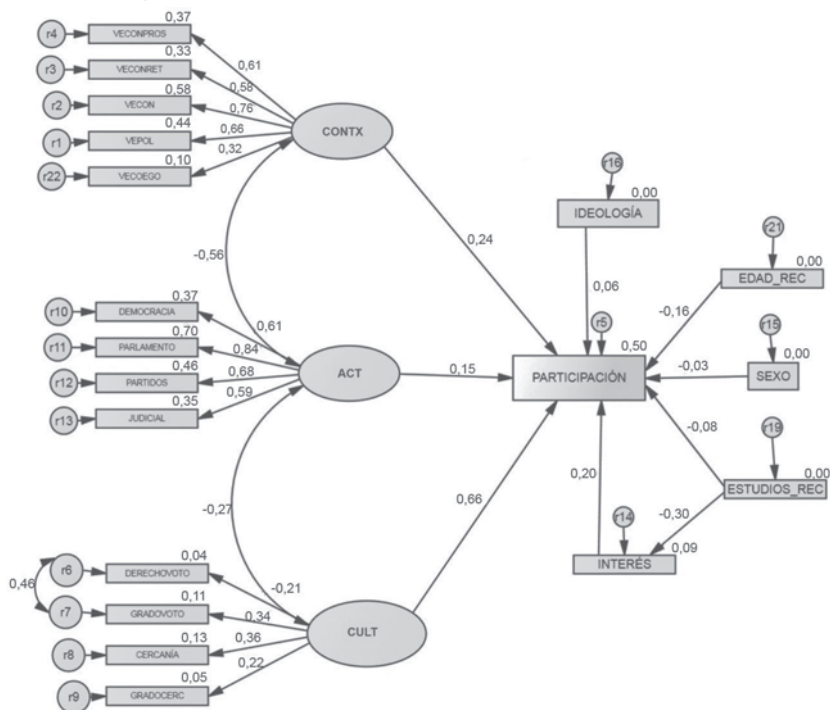 0,37
r4
VECONPROS
0,33
0,61
r3
VECONRET
0,58
0,58
r2
VECON
0,76
CONTX
0,44
r1
VEPOL
0,66
0,10
0,32
r22
VECOEGO
r16
0,00
IDEOLOGÍA
r21
0,24
0,00
EDAD_REC
-0,56
0,06
0,37
r10
DEMOCRACIA
0,61
-0,16
r5
r15
0,70
r11
PARLAMENTO
0,84
0,50
0,00
0,46
r12
PARTIDOS
0,68
ACT
0,15
PARTICIPACIÓN
-0,03
SEXO
0,35
0,59
r13
JUDICIAL
-0,08
r19
0,20
0,66
0,00
ESTUDIOS_REC
-0,27
-0,30
r14
0,09
INTERÉS
0,04
r6
DERECHOVOTO
-0,21
0,46
0,11
r7
GRADOVOTO
0,34
CULT
0,13
0,36
r8
CERCANÍA
0,22
0,05
r9
GRADOCERC